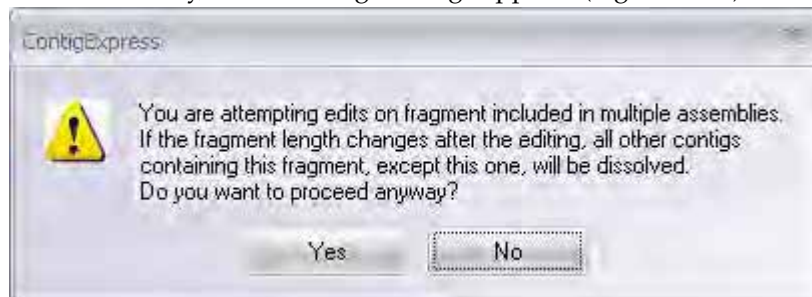 ContigExpress
You are attempting edits on fragment included in multiple assemblies.
If the fragment length changes after the editing, all other contigs
containing this fragment, except this one, will be dissolved.
Do you want to proceed anyway?
Yes
No